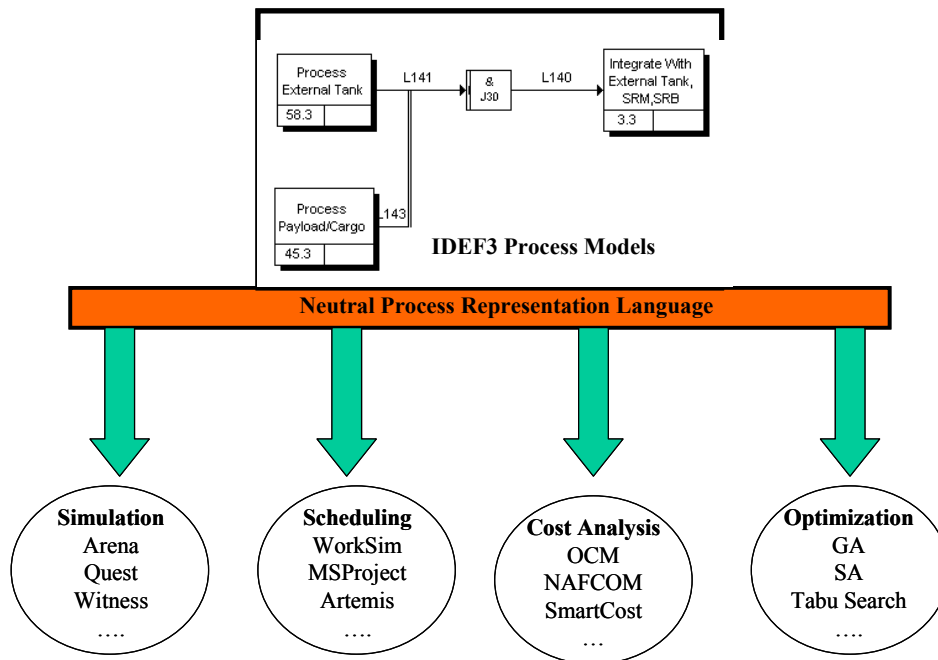 Process
External Tank
58.3
L141
&
J30
L140
Integrate With
External Tank,
SRM,SRB
3.3
Process
Payload/Cargo
45.3
L143
IDEF3 Process Models
Neutral Process Representation Language
Simulation
Arena
Quest
Witness
….
Scheduling
WorkSim
MSProject
Artemis
….
Cost Analysis
OCM
NAFCOM
SmartCost
…
Optimization
GA
SA
Tabu Search
….